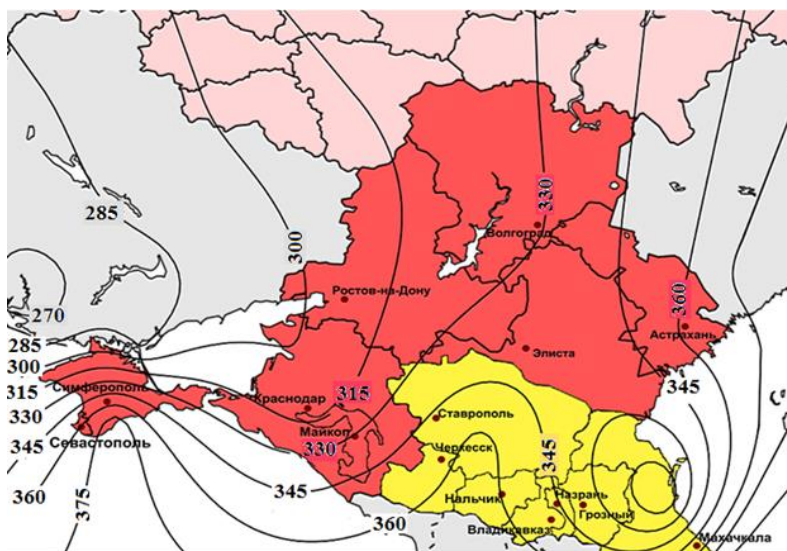 330
285
300
Волгоград
270
Ростов-на-Дону
360
Астрахань
285
300
315
330
345
360
375
Симферополь
Севастополь
Элиста
345
Краснодар
315
Майкоп
330
Ставрополь
Черкесск
345
345
360
Нальчик
Назрань
Грозный
Владикавказ
Махачкала